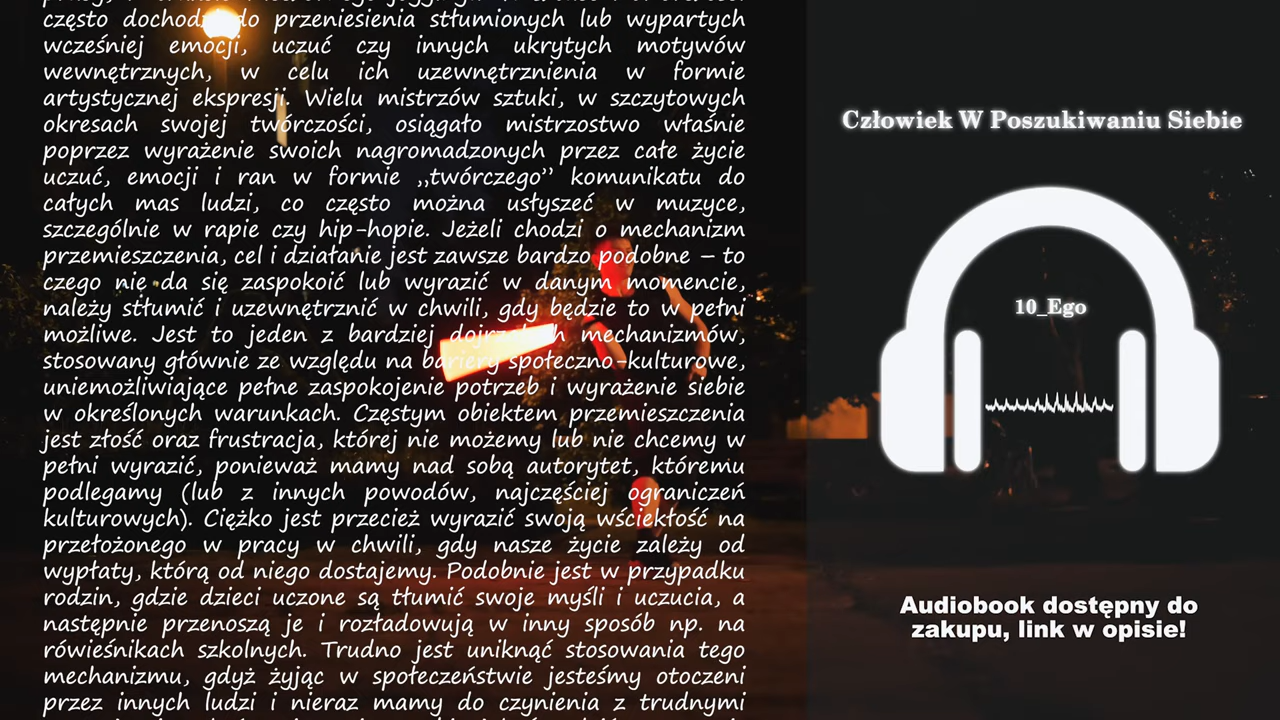 często dochodzi do przeniesienia stłumionych lub wypartych
wcześniej emocji, uczuć czy innych ukrytych motywów
wewnętrznych, w celu ich uzewnętrznienia w formie
artystycznej ekspresji. Wielu mistrzów sztuki, w szczytowych
okresach swojej twórczości, osiągało mistrzostwo właśnie
poprzez wyrażenie swoich nagromadzonych przez całe życie
uczuć, emocji i ran w formie „twórczego” komunikatu do
całych mas ludzi, co często można usłyszeć w muzyce,
szczególnie w rapie czy hip-hopie. Jeżeli chodzi o mechanizm
przemieszczenia, cel i działanie jest zawsze bardzo podobne – to
czego nie da się zaspokoić lub wyrazić w danym momencie,
należy stłumić i uzewnętrznić w chwili, gdy będzie to w pełni
możliwe. Jest to jeden z bardziej dojrzałych mechanizmów,
stosowany głównie ze względu na bariery społeczno-kulturowe,
uniemożliwiające pełne zaspokojenie potrzeb i wyrażenie siebie
w określonych warunkach. Częstym obiektem przemieszczenia
jest złość oraz frustracja, której nie możemy lub nie chcemy w
pełni wyrazić, ponieważ mamy nad sobą autorytet, któremu
podlegamy (lub z innych powodów, najczęściej ograniczeń
kulturowych). Ciężko jest przecież wyrazić swoją wściekłość na
przełożonego w pracy w chwili, gdy nasze życie zależy od
wypłaty, którą od niego dostajemy. Podobnie jest w przypadku
rodzin, gdzie dzieci uczone są tłumić swoje myśli i uczucia, a
następnie przenoszą je i rozładowują w inny sposób np. na
rówieśnikach szkolnych. Trudno jest uniknąć stosowania tego
mechanizmu, gdyż żyjąc w społeczeństwie jesteśmy otoczeni
przez innych ludzi i nieraz mamy do czynienia z trudnymi
Człowiek W Poszukiwaniu Siebie
10_Ego
Audiobook dostępny do
zakupu, link w opisie!